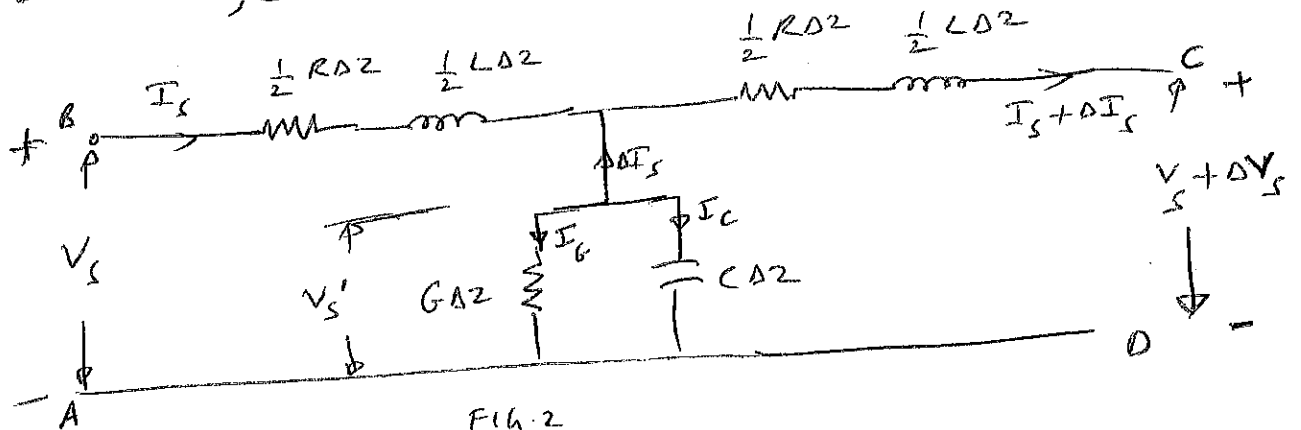 ½ RΔZ ½ LΔZ ½ RΔZ ½ LΔZ
+ B I_s I_s + ΔI_s C +
ΔI_s
V_s V_s' I_G I_C V_s + ΔV_s
GΔZ CΔZ
- A D -
FIG. 2